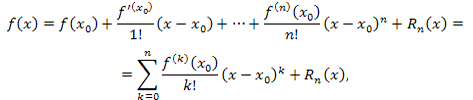 f(x) = f(x₀) + f′⁽ˣ⁰⁾/1! (x − x₀) + ⋯ + f⁽ⁿ⁾(x₀)/n! (x − x₀)ⁿ + Rₙ(x) =
= ∑ₖ₌₀ⁿ f⁽ᵏ⁾(x₀)/k! (x − x₀)ᵏ + Rₙ(x),